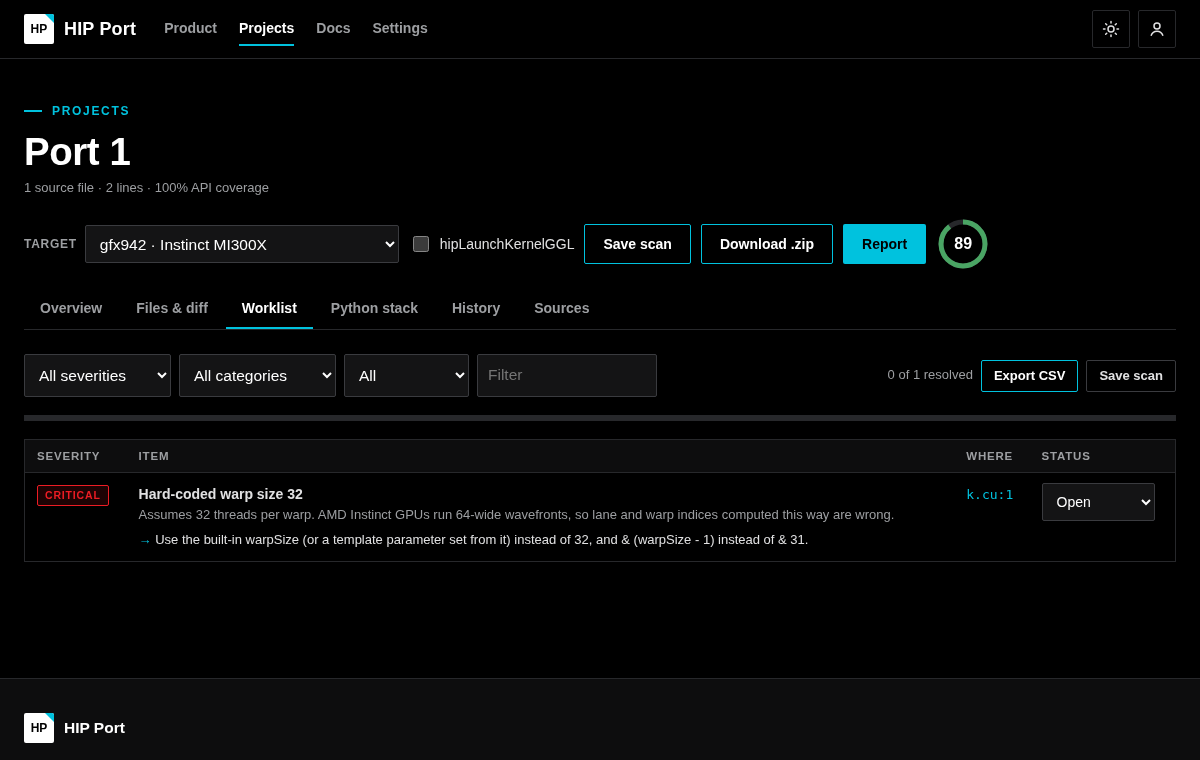 HP HIP Port Product Projects Docs Settings
PROJECTS
Port 1
1 source file · 2 lines · 100% API coverage
TARGET gfx942 · Instinct MI300X hipLaunchKernelGGL Save scan Download .zip Report 89
Overview Files & diff Worklist Python stack History Sources
All severities All categories All Filter 0 of 1 resolved Export CSV Save scan
SEVERITY ITEM WHERE STATUS
CRITICAL Hard-coded warp size 32 k.cu:1 Open
Assumes 32 threads per warp. AMD Instinct GPUs run 64-wide wavefronts, so lane and warp indices computed this way are wrong.
→ Use the built-in warpSize (or a template parameter set from it) instead of 32, and & (warpSize - 1) instead of & 31.
HP HIP Port